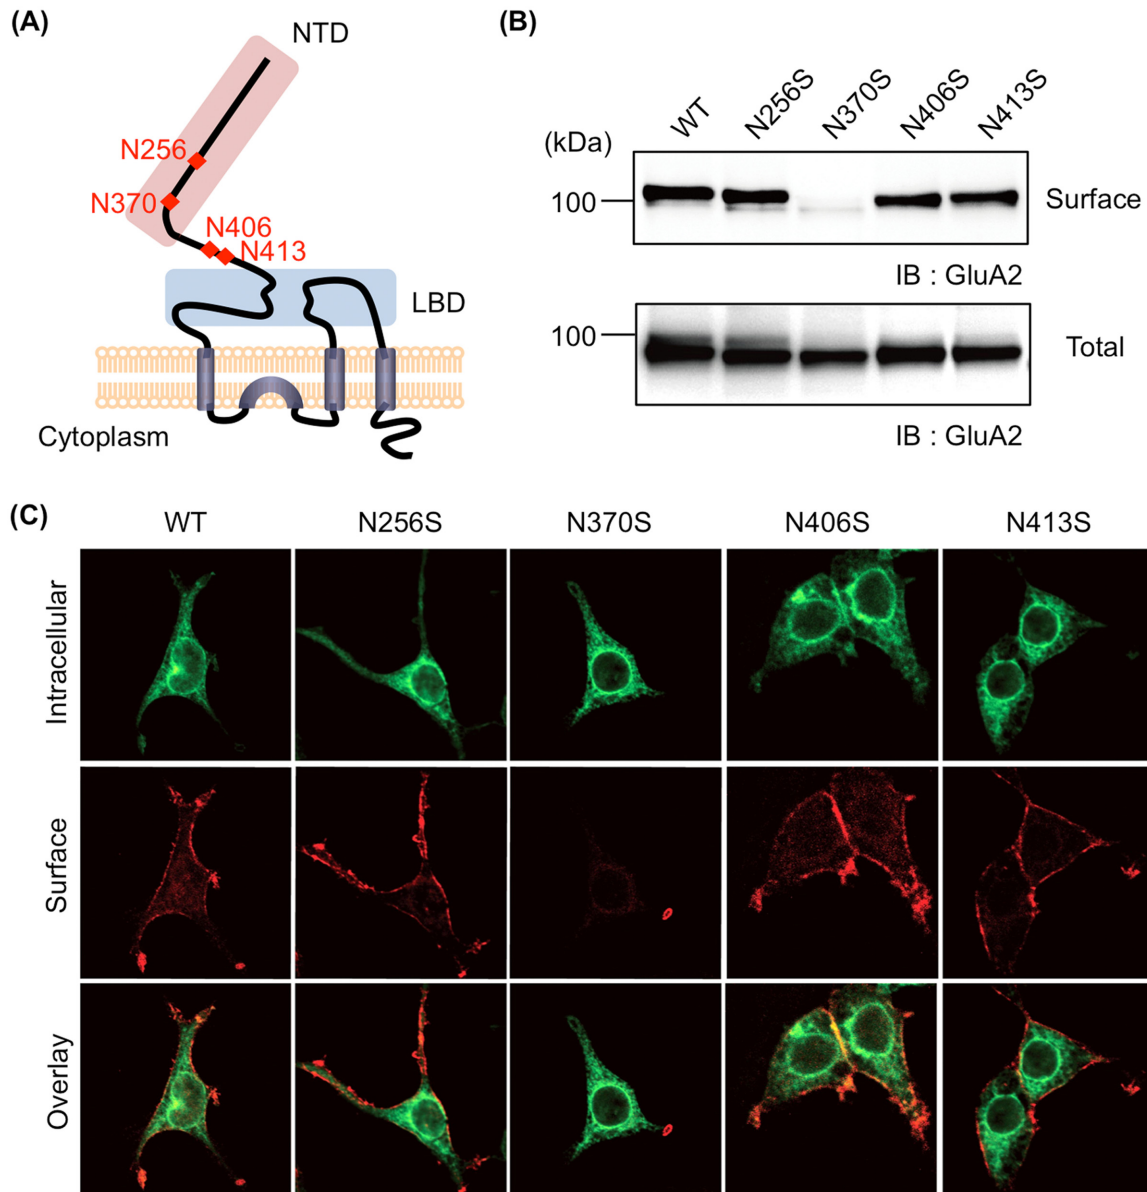 (A)
NTD
N256
N370
N406
N413
LBD
Cytoplasm
(B)
WT N256S N370S N406S N413S
(kDa)
100
Surface
IB : GluA2
100
Total
IB : GluA2
(C)
WT N256S N370S N406S N413S
Intracellular
Surface
Overlay